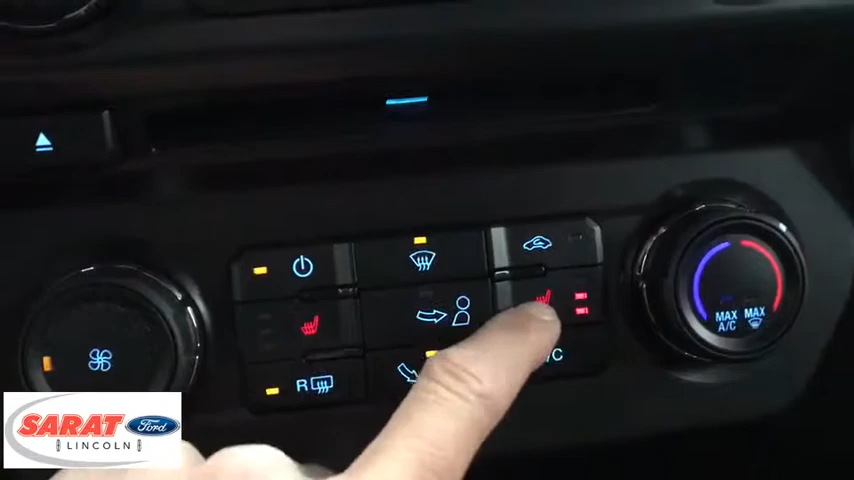 MAX
A/C
MAX
R
/C
SARAT
Ford
LINCOLN